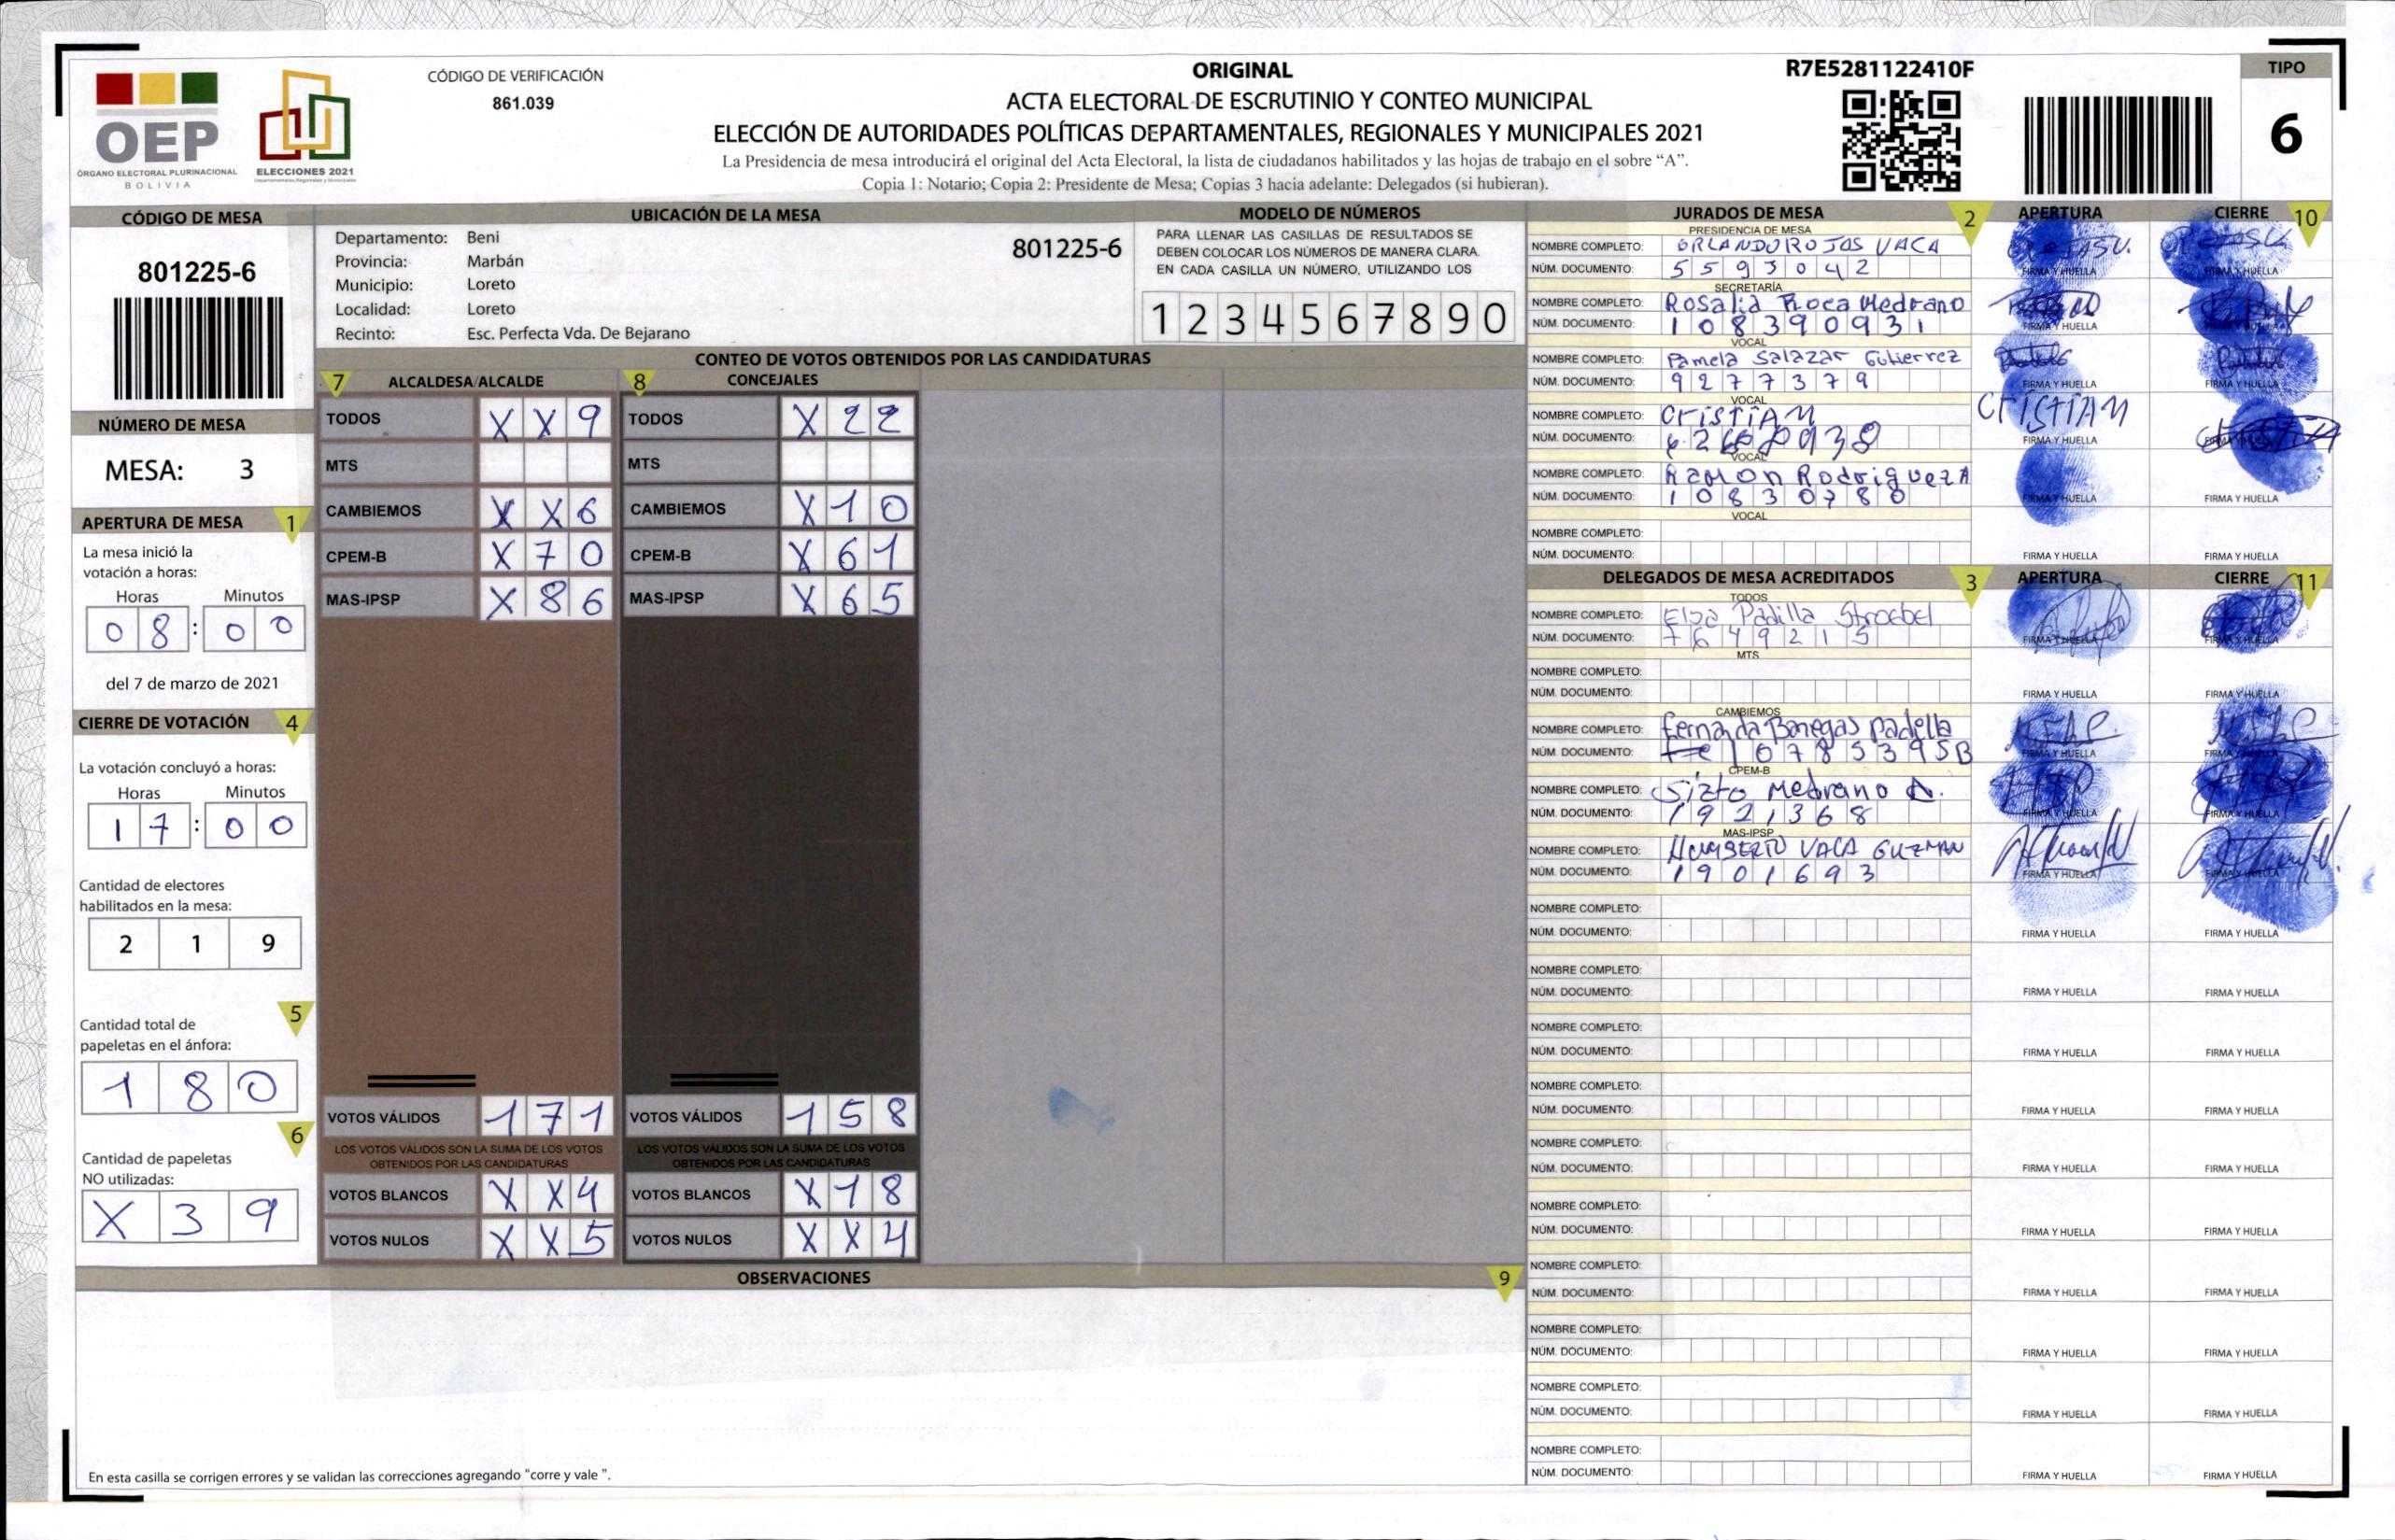 OEP
ÓRGANO ELECTORAL PLURINACIONAL
BOLIVIA
ELECCIONES 2021
CÓDIGO DE VERIFICACIÓN
861.039
ORIGINAL
ACTA ELECTORAL DE ESCRUTINIO Y CONTEO MUNICIPAL
ELECCIÓN DE AUTORIDADES POLÍTICAS DEPARTAMENTALES, REGIONALES Y MUNICIPALES 2021
La Presidencia de mesa introducirá el original del Acta Electoral, la lista de ciudadanos habilitados y las hojas de trabajo en el sobre “A”.
Copia 1: Notario; Copia 2: Presidente de Mesa; Copias 3 hacia adelante: Delegados (si hubieran).
R7E5281122410F
TIPO
6
CÓDIGO DE MESA
801225-6
NÚMERO DE MESA
MESA: 3
APERTURA DE MESA 1
La mesa inició la
votación a horas:
Horas Minutos
08:00
del 7 de marzo de 2021
CIERRE DE VOTACIÓN 4
La votación concluyó a horas:
Horas Minutos
17:00
Cantidad de electores
habilitados en la mesa:
2 1 9
5
Cantidad total de
papeletas en el ánfora:
1 8 0
6
Cantidad de papeletas
NO utilizadas:
X 3 9
UBICACIÓN DE LA MESA
Departamento: Beni
Provincia: Marbán
Municipio: Loreto
Localidad: Loreto
Recinto: Esc. Perfecta Vda. De Bejarano
801225-6
MODELO DE NÚMEROS
PARA LLENAR LAS CASILLAS DE RESULTADOS SE
DEBEN COLOCAR LOS NÚMEROS DE MANERA CLARA.
EN CADA CASILLA UN NÚMERO, UTILIZANDO LOS
1 2 3 4 5 6 7 8 9 0
CONTEO DE VOTOS OBTENIDOS POR LAS CANDIDATURAS
7 ALCALDESA/ALCALDE
TODOS X X 9
MTS
CAMBIEMOS X X 6
CPEM-B X 7 0
MAS-IPSP X 8 6
VOTOS VÁLIDOS 1 7 1
LOS VOTOS VÁLIDOS SON LA SUMA DE LOS VOTOS
OBTENIDOS POR LAS CANDIDATURAS
VOTOS BLANCOS X X 4
VOTOS NULOS X X 5
8 CONCEJALES
TODOS X 2 2
MTS
CAMBIEMOS X 1 0
CPEM-B X 6 1
MAS-IPSP X 6 5
VOTOS VÁLIDOS 1 5 8
LOS VOTOS VÁLIDOS SON LA SUMA DE LOS VOTOS
OBTENIDOS POR LAS CANDIDATURAS
VOTOS BLANCOS X 1 8
VOTOS NULOS X X 4
OBSERVACIONES 9
En esta casilla se corrigen errores y se validan las correcciones agregando "corre y vale ".
JURADOS DE MESA 2 APERTURA CIERRE 10
PRESIDENCIA DE MESA
NOMBRE COMPLETO: ORLANDO ROJAS VACA
NÚM. DOCUMENTO: 5593042
FIRMA Y HUELLA FIRMA Y HUELLA
SECRETARÍA
NOMBRE COMPLETO: Rosalia Roca Medrano
NÚM. DOCUMENTO: 108390931
FIRMA Y HUELLA FIRMA Y HUELLA
VOCAL
NOMBRE COMPLETO: Pamela Salazar Gutierrez
NÚM. DOCUMENTO: 9277379
FIRMA Y HUELLA FIRMA Y HUELLA
VOCAL
NOMBRE COMPLETO: CrisTiAN CriSTiAN
NÚM. DOCUMENTO:
FIRMA Y HUELLA FIRMA Y HUELLA
VOCAL
NOMBRE COMPLETO: Ramon Rodriguez A
NÚM. DOCUMENTO: 10830780
FIRMA Y HUELLA FIRMA Y HUELLA
VOCAL
NOMBRE COMPLETO:
NÚM. DOCUMENTO:
FIRMA Y HUELLA FIRMA Y HUELLA
DELEGADOS DE MESA ACREDITADOS 3 APERTURA CIERRE 11
TODOS
NOMBRE COMPLETO: Elsa Padilla Stroebel
NÚM. DOCUMENTO: 7649215
FIRMA Y HUELLA FIRMA Y HUELLA
MTS
NOMBRE COMPLETO:
NÚM. DOCUMENTO:
FIRMA Y HUELLA FIRMA Y HUELLA
CAMBIEMOS
NOMBRE COMPLETO: Fernanda Banegas Padilla
NÚM. DOCUMENTO: 10785395B
FIRMA Y HUELLA FIRMA Y HUELLA
CPEM-B
NOMBRE COMPLETO: Sixto Medrano A.
NÚM. DOCUMENTO: 1921368
FIRMA Y HUELLA FIRMA Y HUELLA
MAS-IPSP
NOMBRE COMPLETO: HUMBERTO VACA GUZMAN
NÚM. DOCUMENTO: 1901693
FIRMA Y HUELLA FIRMA Y HUELLA
NOMBRE COMPLETO:
NÚM. DOCUMENTO:
FIRMA Y HUELLA FIRMA Y HUELLA
NOMBRE COMPLETO:
NÚM. DOCUMENTO:
FIRMA Y HUELLA FIRMA Y HUELLA
NOMBRE COMPLETO:
NÚM. DOCUMENTO:
FIRMA Y HUELLA FIRMA Y HUELLA
NOMBRE COMPLETO:
NÚM. DOCUMENTO:
FIRMA Y HUELLA FIRMA Y HUELLA
NOMBRE COMPLETO:
NÚM. DOCUMENTO:
FIRMA Y HUELLA FIRMA Y HUELLA
NOMBRE COMPLETO:
NÚM. DOCUMENTO:
FIRMA Y HUELLA FIRMA Y HUELLA
NOMBRE COMPLETO:
NÚM. DOCUMENTO:
FIRMA Y HUELLA FIRMA Y HUELLA
NOMBRE COMPLETO:
NÚM. DOCUMENTO:
FIRMA Y HUELLA FIRMA Y HUELLA
NOMBRE COMPLETO:
NÚM. DOCUMENTO:
FIRMA Y HUELLA FIRMA Y HUELLA
NOMBRE COMPLETO:
NÚM. DOCUMENTO:
FIRMA Y HUELLA FIRMA Y HUELLA